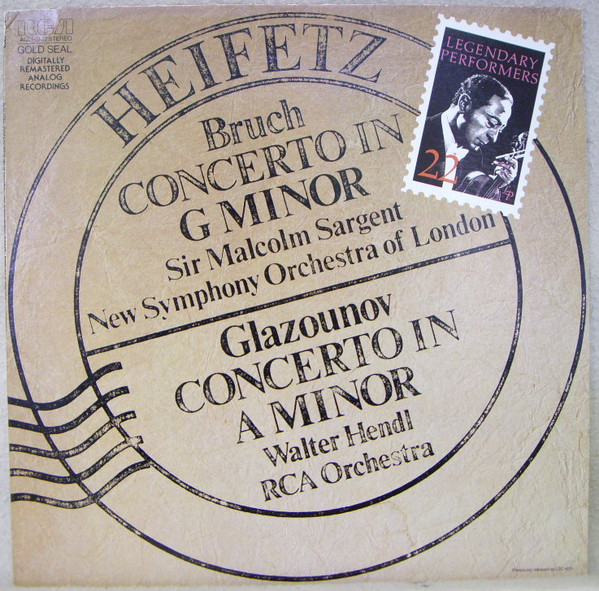 RCA
GOLD SEAL
DIGITALLY
REMASTERED
ANALOG
RECORDINGS
HEIFETZ
LEGENDARY
PERFORMERS
22
Bruch
CONCERTO IN
G MINOR
Sir Malcolm Sargent
New Symphony Orchestra of London
Glazounov
CONCERTO IN
A MINOR
Walter Hendl
RCA Orchestra